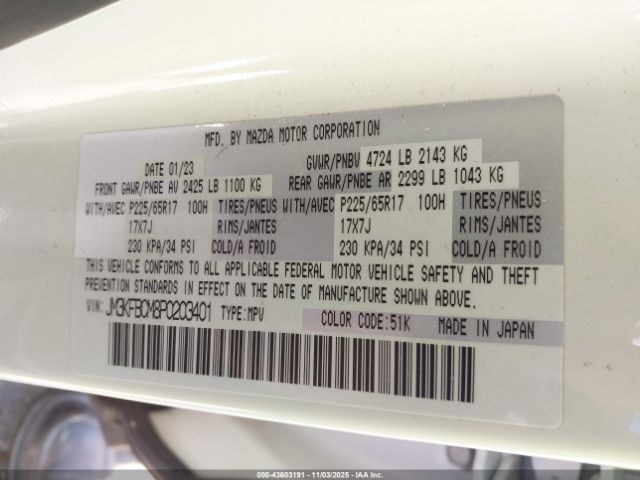 MFD. BY MAZDA MOTOR CORPORATION
DATE 01/23 GVWR/PNBV 4724 LB 2143 KG
FRONT GAWR/PNBE AV 2425 LB 1100 KG REAR GAWR/PNBE AR 2299 LB 1043 KG
WITH/AVEC P225/65R17 100H TIRES/PNEUS WITH/AVEC P225/65R17 100H TIRES/PNEUS
17X7J RIMS/JANTES 17X7J RIMS/JANTES
230 KPA/34 PSI COLD/A FROID 230 KPA/34 PSI COLD/A FROID
THIS VEHICLE CONFORMS TO ALL APPLICABLE FEDERAL MOTOR VEHICLE SAFETY AND THEFT
PREVENTION STANDARDS IN EFFECT ON THE DATE OF MANUFACTURE SHOWN ABOVE.
VIN: JM3KFBCM8P0203401 TYPE:MPV COLOR CODE:51K MADE IN JAPAN
000-43603191 - 11/03/2025 - IAAI.com